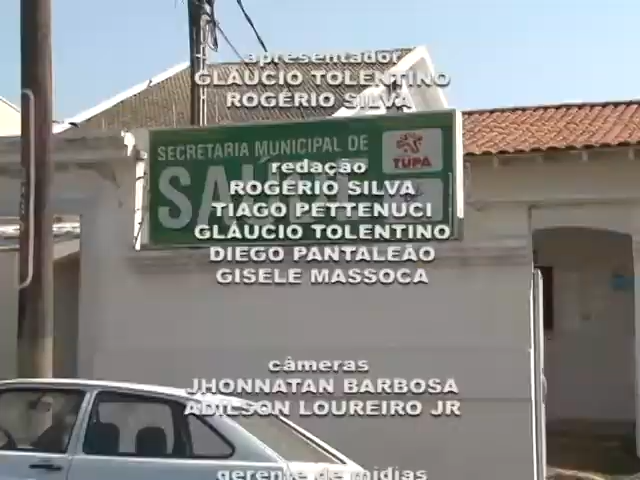 apresentador
GLÁUCIO TOLENTINO
ROGÉRIO SILVA
SECRETARIA MUNICIPAL DE
SAÚDE
TUPÃ
redação
ROGÉRIO SILVA
TIAGO PETTENUCI
GLÁUCIO TOLENTINO
DIEGO PANTALEÃO
GISELE MASSOCA
câmeras
JHONNATAN BARBOSA
ADILSON LOUREIRO JR
gerente de mídias